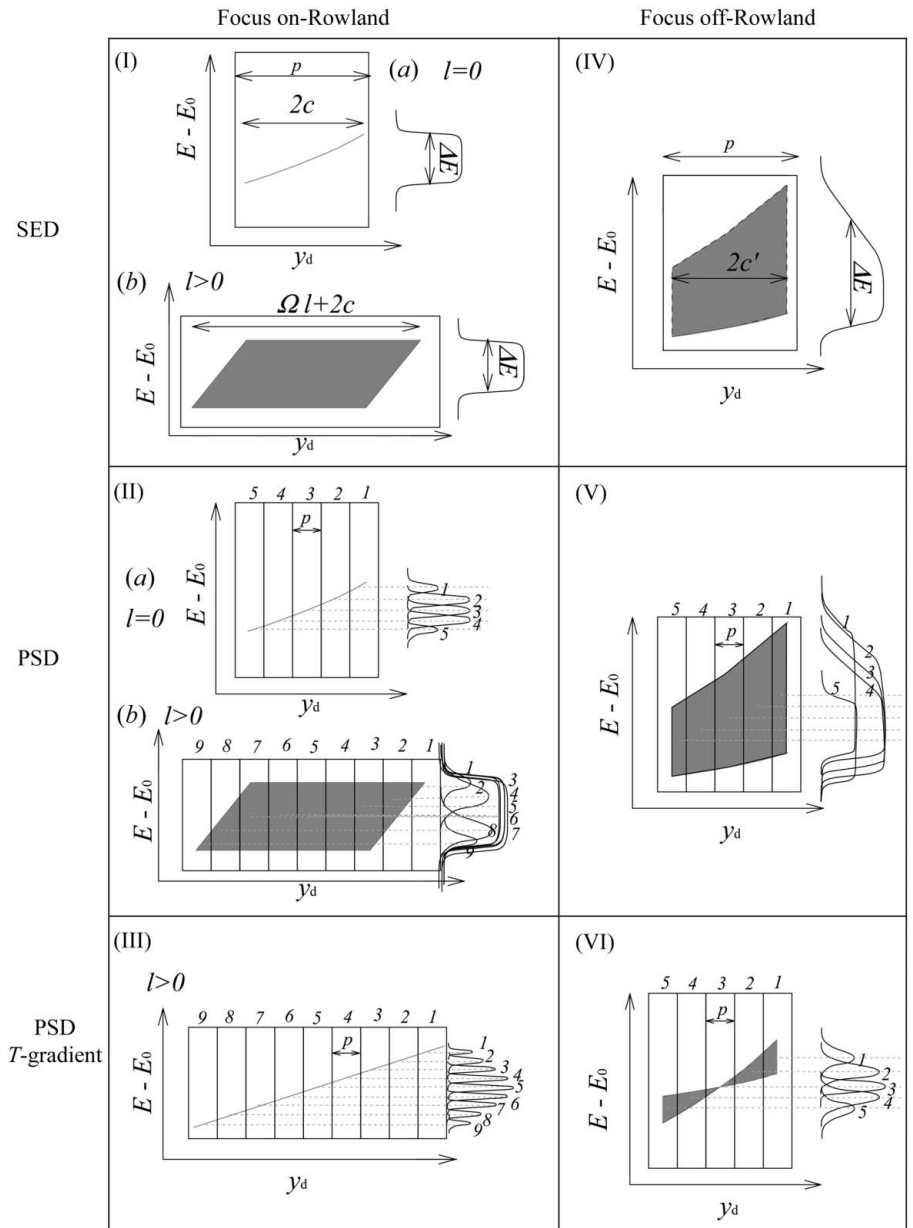 Focus on-Rowland
Focus off-Rowland
SED
(I)
p
(a) l=0
2c
E - E0
ΔE
yd
(b) l>0
Ω l+2c
E - E0
ΔE
yd
(IV)
p
E - E0
2c'
ΔE
yd
PSD
(II)
5 4 3 2 1
p
E - E0
(a)
l=0
1
2
3
4
5
yd
(b) l>0
9 8 7 6 5 4 3 2 1
E - E0
1
2
3
4
5
6
7
8
9
yd
(V)
5 4 3 2 1
p
E - E0
1
2
3
4
5
yd
PSD
T-gradient
(III)
l>0
9 8 7 6 5 4 3 2 1
p
E - E0
1
2
3
4
5
6
7
8
9
yd
(VI)
5 4 3 2 1
p
E - E0
1
2
3
4
5
yd